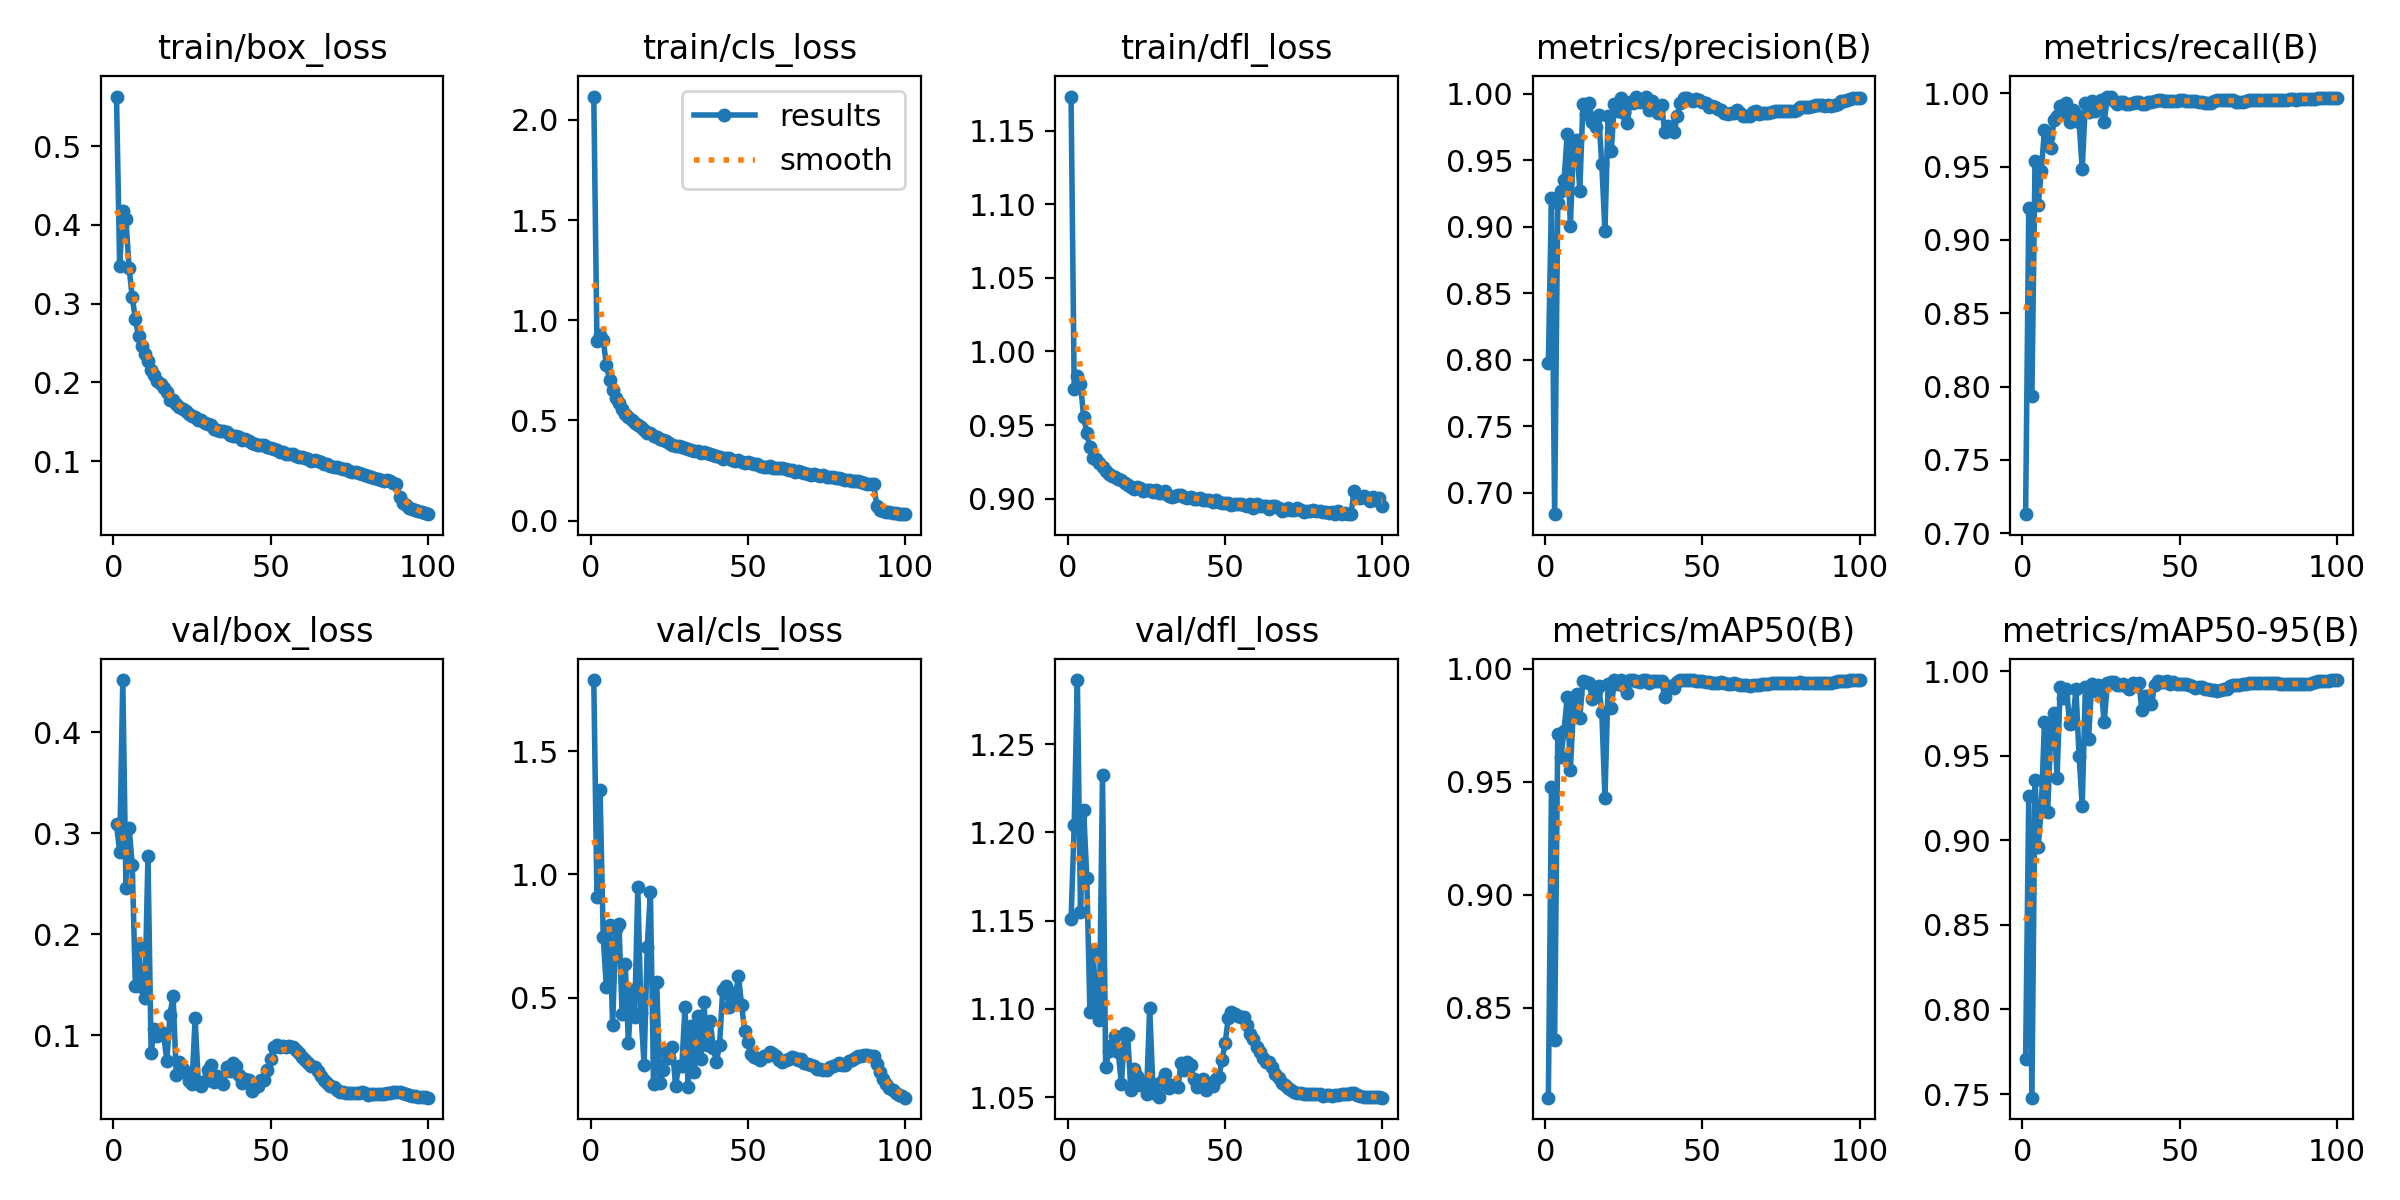 train/box_loss
0.5
0.4
0.3
0.2
0.1
0 50 100
train/cls_loss
results
smooth
2.0
1.5
1.0
0.5
0.0
0 50 100
train/dfl_loss
1.15
1.10
1.05
1.00
0.95
0.90
0 50 100
metrics/precision(B)
1.00
0.95
0.90
0.85
0.80
0.75
0.70
0 50 100
metrics/recall(B)
1.00
0.95
0.90
0.85
0.80
0.75
0.70
0 50 100
val/box_loss
0.4
0.3
0.2
0.1
0 50 100
val/cls_loss
1.5
1.0
0.5
0 50 100
val/dfl_loss
1.25
1.20
1.15
1.10
1.05
0 50 100
metrics/mAP50(B)
1.00
0.95
0.90
0.85
0 50 100
metrics/mAP50-95(B)
1.00
0.95
0.90
0.85
0.80
0.75
0 50 100